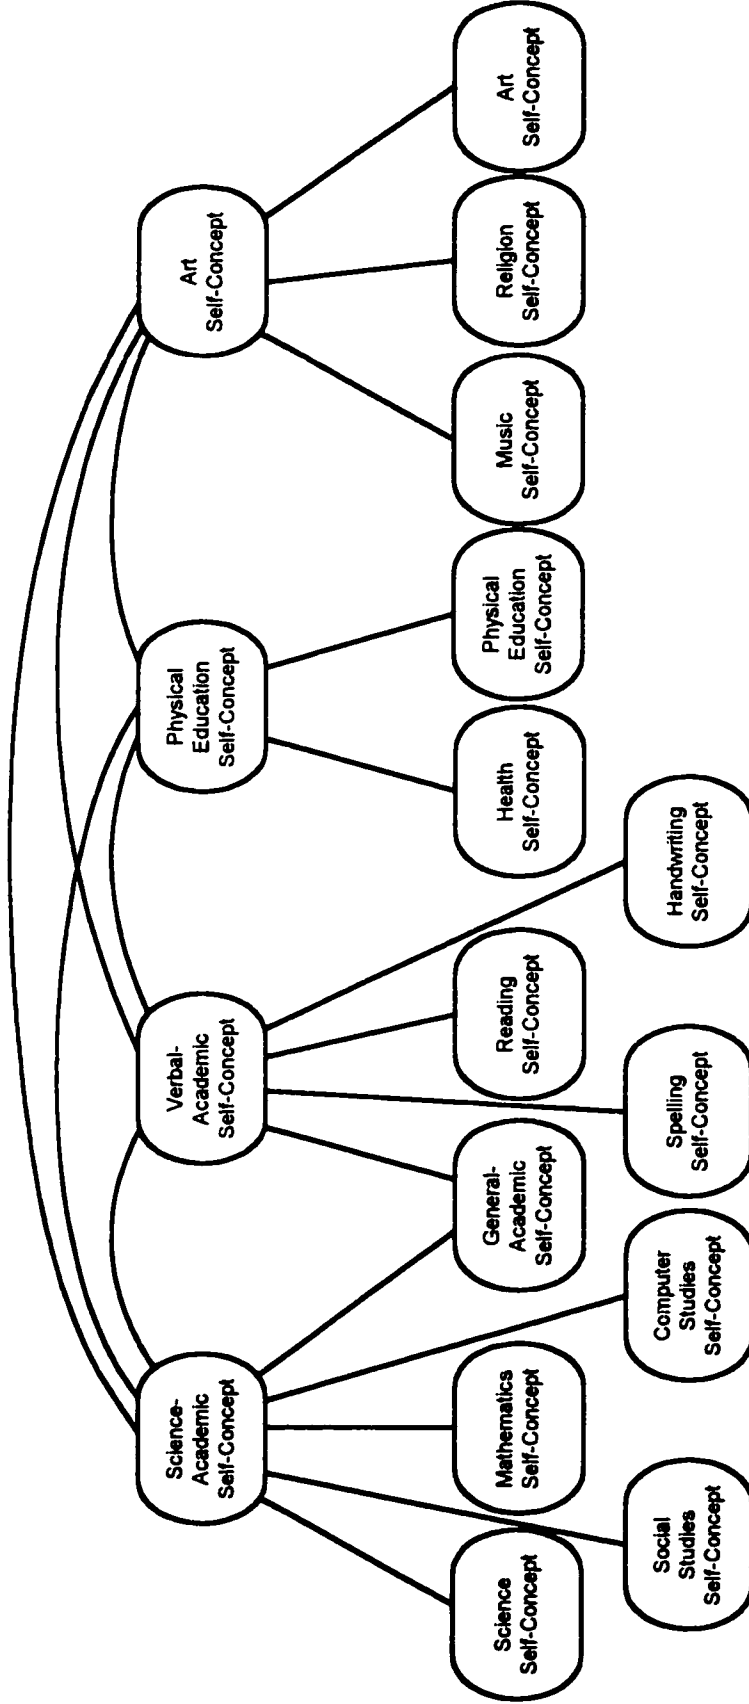 Science-
Academic
Self-Concept
Verbal-
Academic
Self-Concept
Physical
Education
Self-Concept
Art
Self-Concept
Science
Self-Concept
Mathematics
Self-Concept
General-
Academic
Self-Concept
Reading
Self-Concept
Health
Self-Concept
Physical
Education
Self-Concept
Music
Self-Concept
Religion
Self-Concept
Art
Self-Concept
Social
Studies
Self-Concept
Computer
Studies
Self-Concept
Spelling
Self-Concept
Handwriting
Self-Concept